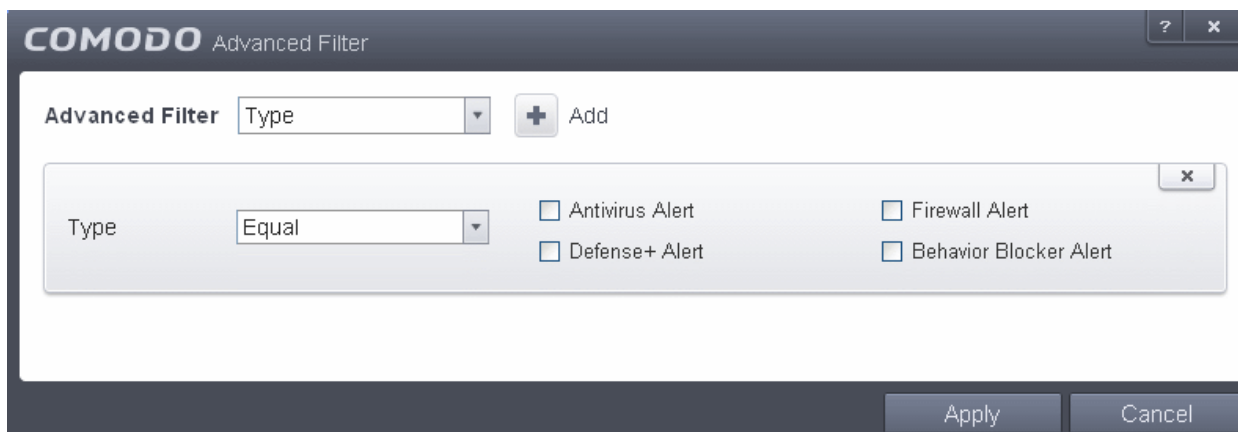 COMODO Advanced Filter ? x
Advanced Filter Type + Add
x
Type Equal Antivirus Alert Firewall Alert
Defense+ Alert Behavior Blocker Alert
Apply Cancel